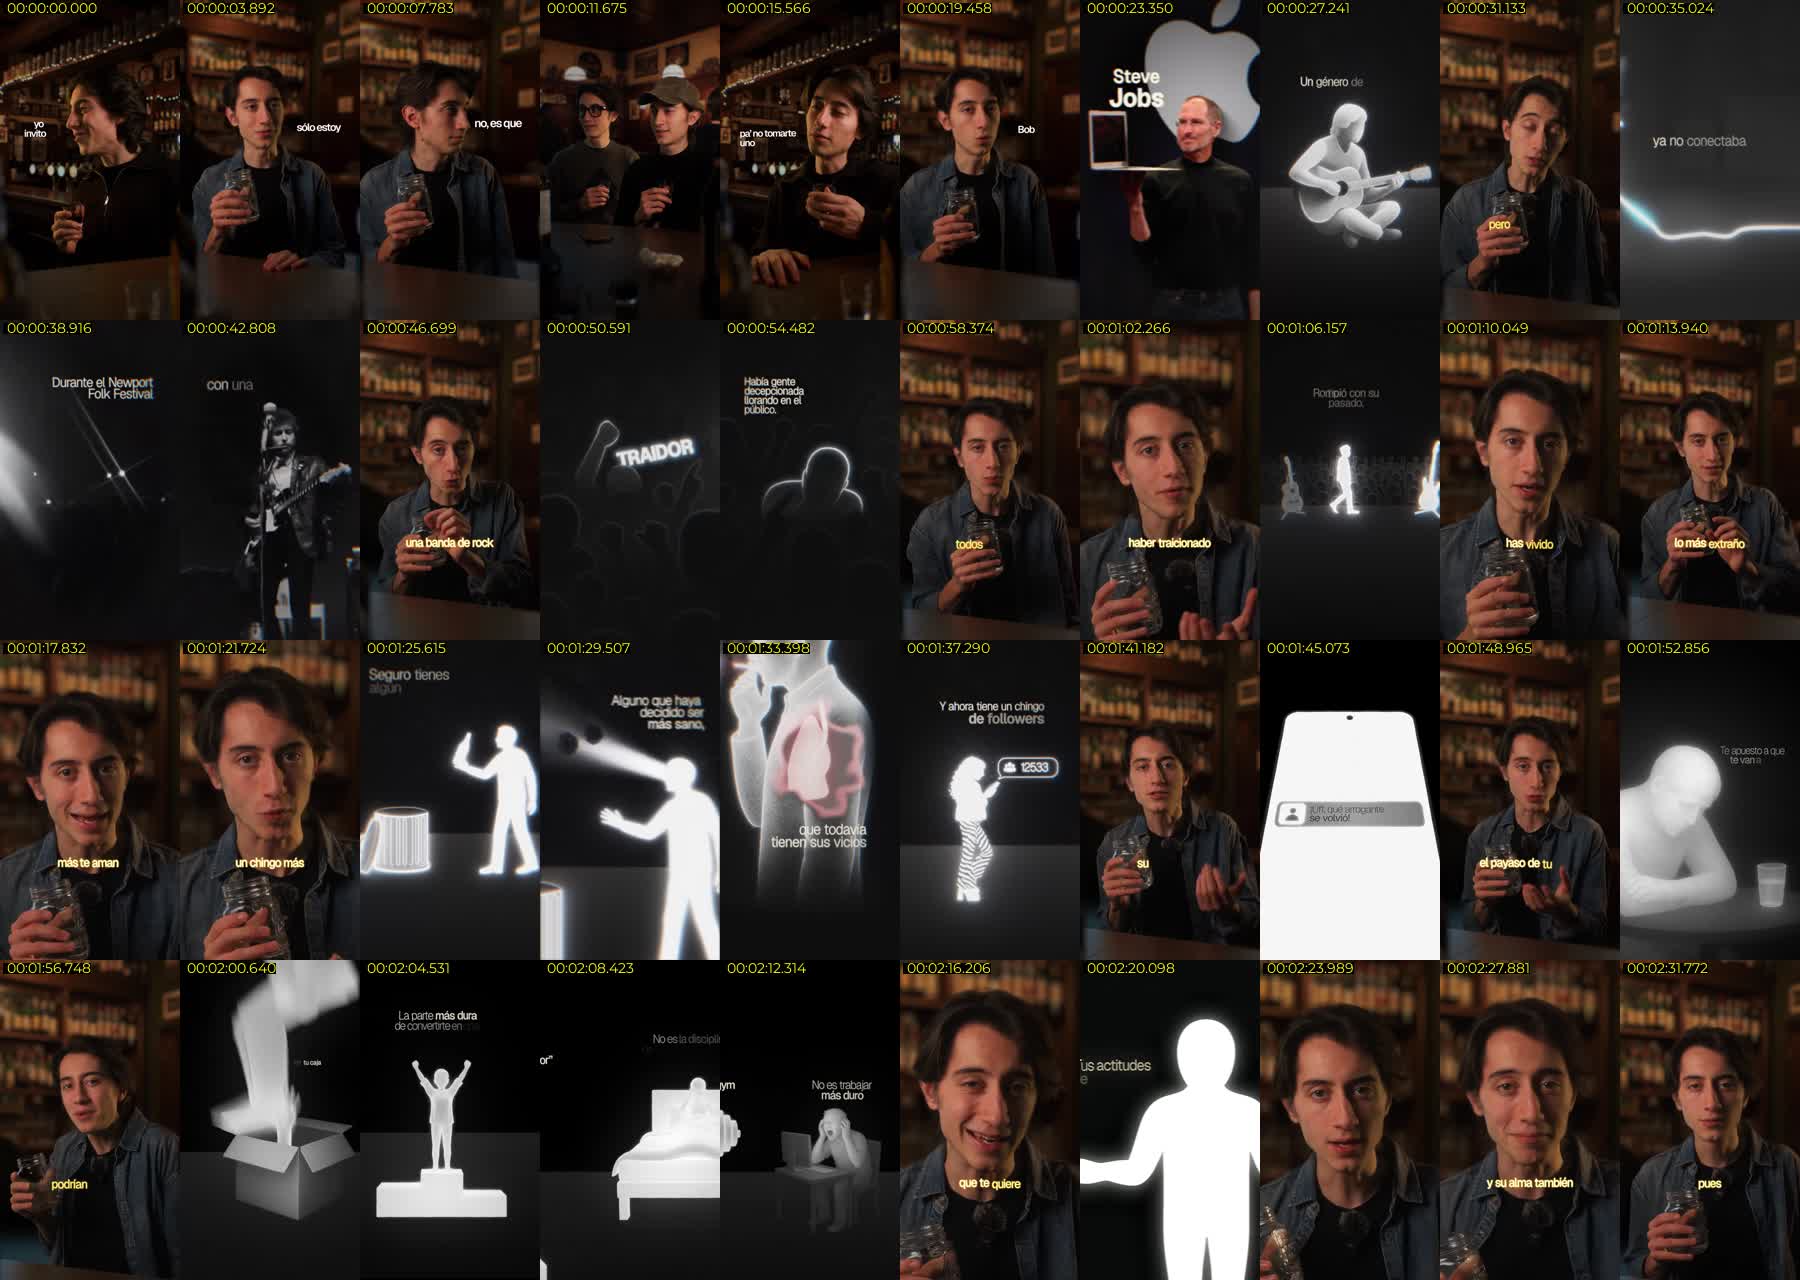 00:00:00.000
yo
invito
00:00:03.892
sólo estoy
00:00:07.783
no, es que
00:00:11.675
00:00:15.566
pa' no tomarte
uno
00:00:19.458
Bob
00:00:23.350
Steve
Jobs
00:00:27.241
Un género de
00:00:31.133
pero
00:00:35.024
ya no conectaba
00:00:38.916
Durante el Newport
Folk Festival
00:00:42.808
con una
00:00:46.699
una banda de rock
00:00:50.591
TRAIDOR
00:00:54.482
Había gente
decepcionada
llorando en el
público.
00:00:58.374
todos
00:01:02.266
haber traicionado
00:01:06.157
Rompió con su
pasado.
00:01:10.049
has vivido
00:01:13.940
lo más extraño
00:01:17.832
más te aman
00:01:21.724
un chingo más
00:01:25.615
Seguro tienes
algún
00:01:29.507
Alguno que haya
decidido ser
más sano,
00:01:33.398
que todavía
tienen sus vicios
00:01:37.290
Y ahora tiene un chingo
de followers
12533
00:01:41.182
su
00:01:45.073
¡Uff, qué arrogante
se volvió!
00:01:48.965
el payaso de tu
00:01:52.856
Te apuesto a que
te van a
00:01:56.748
podrían
00:02:00.640
tu caja
00:02:04.531
La parte más dura
de convertirte en
00:02:08.423
or"
No es la disciplin
00:02:12.314
gym
No es trabajar
más duro
00:02:16.206
que te quiere
00:02:20.098
Tus actitudes
e
00:02:23.989
00:02:27.881
y su alma también
00:02:31.772
pues